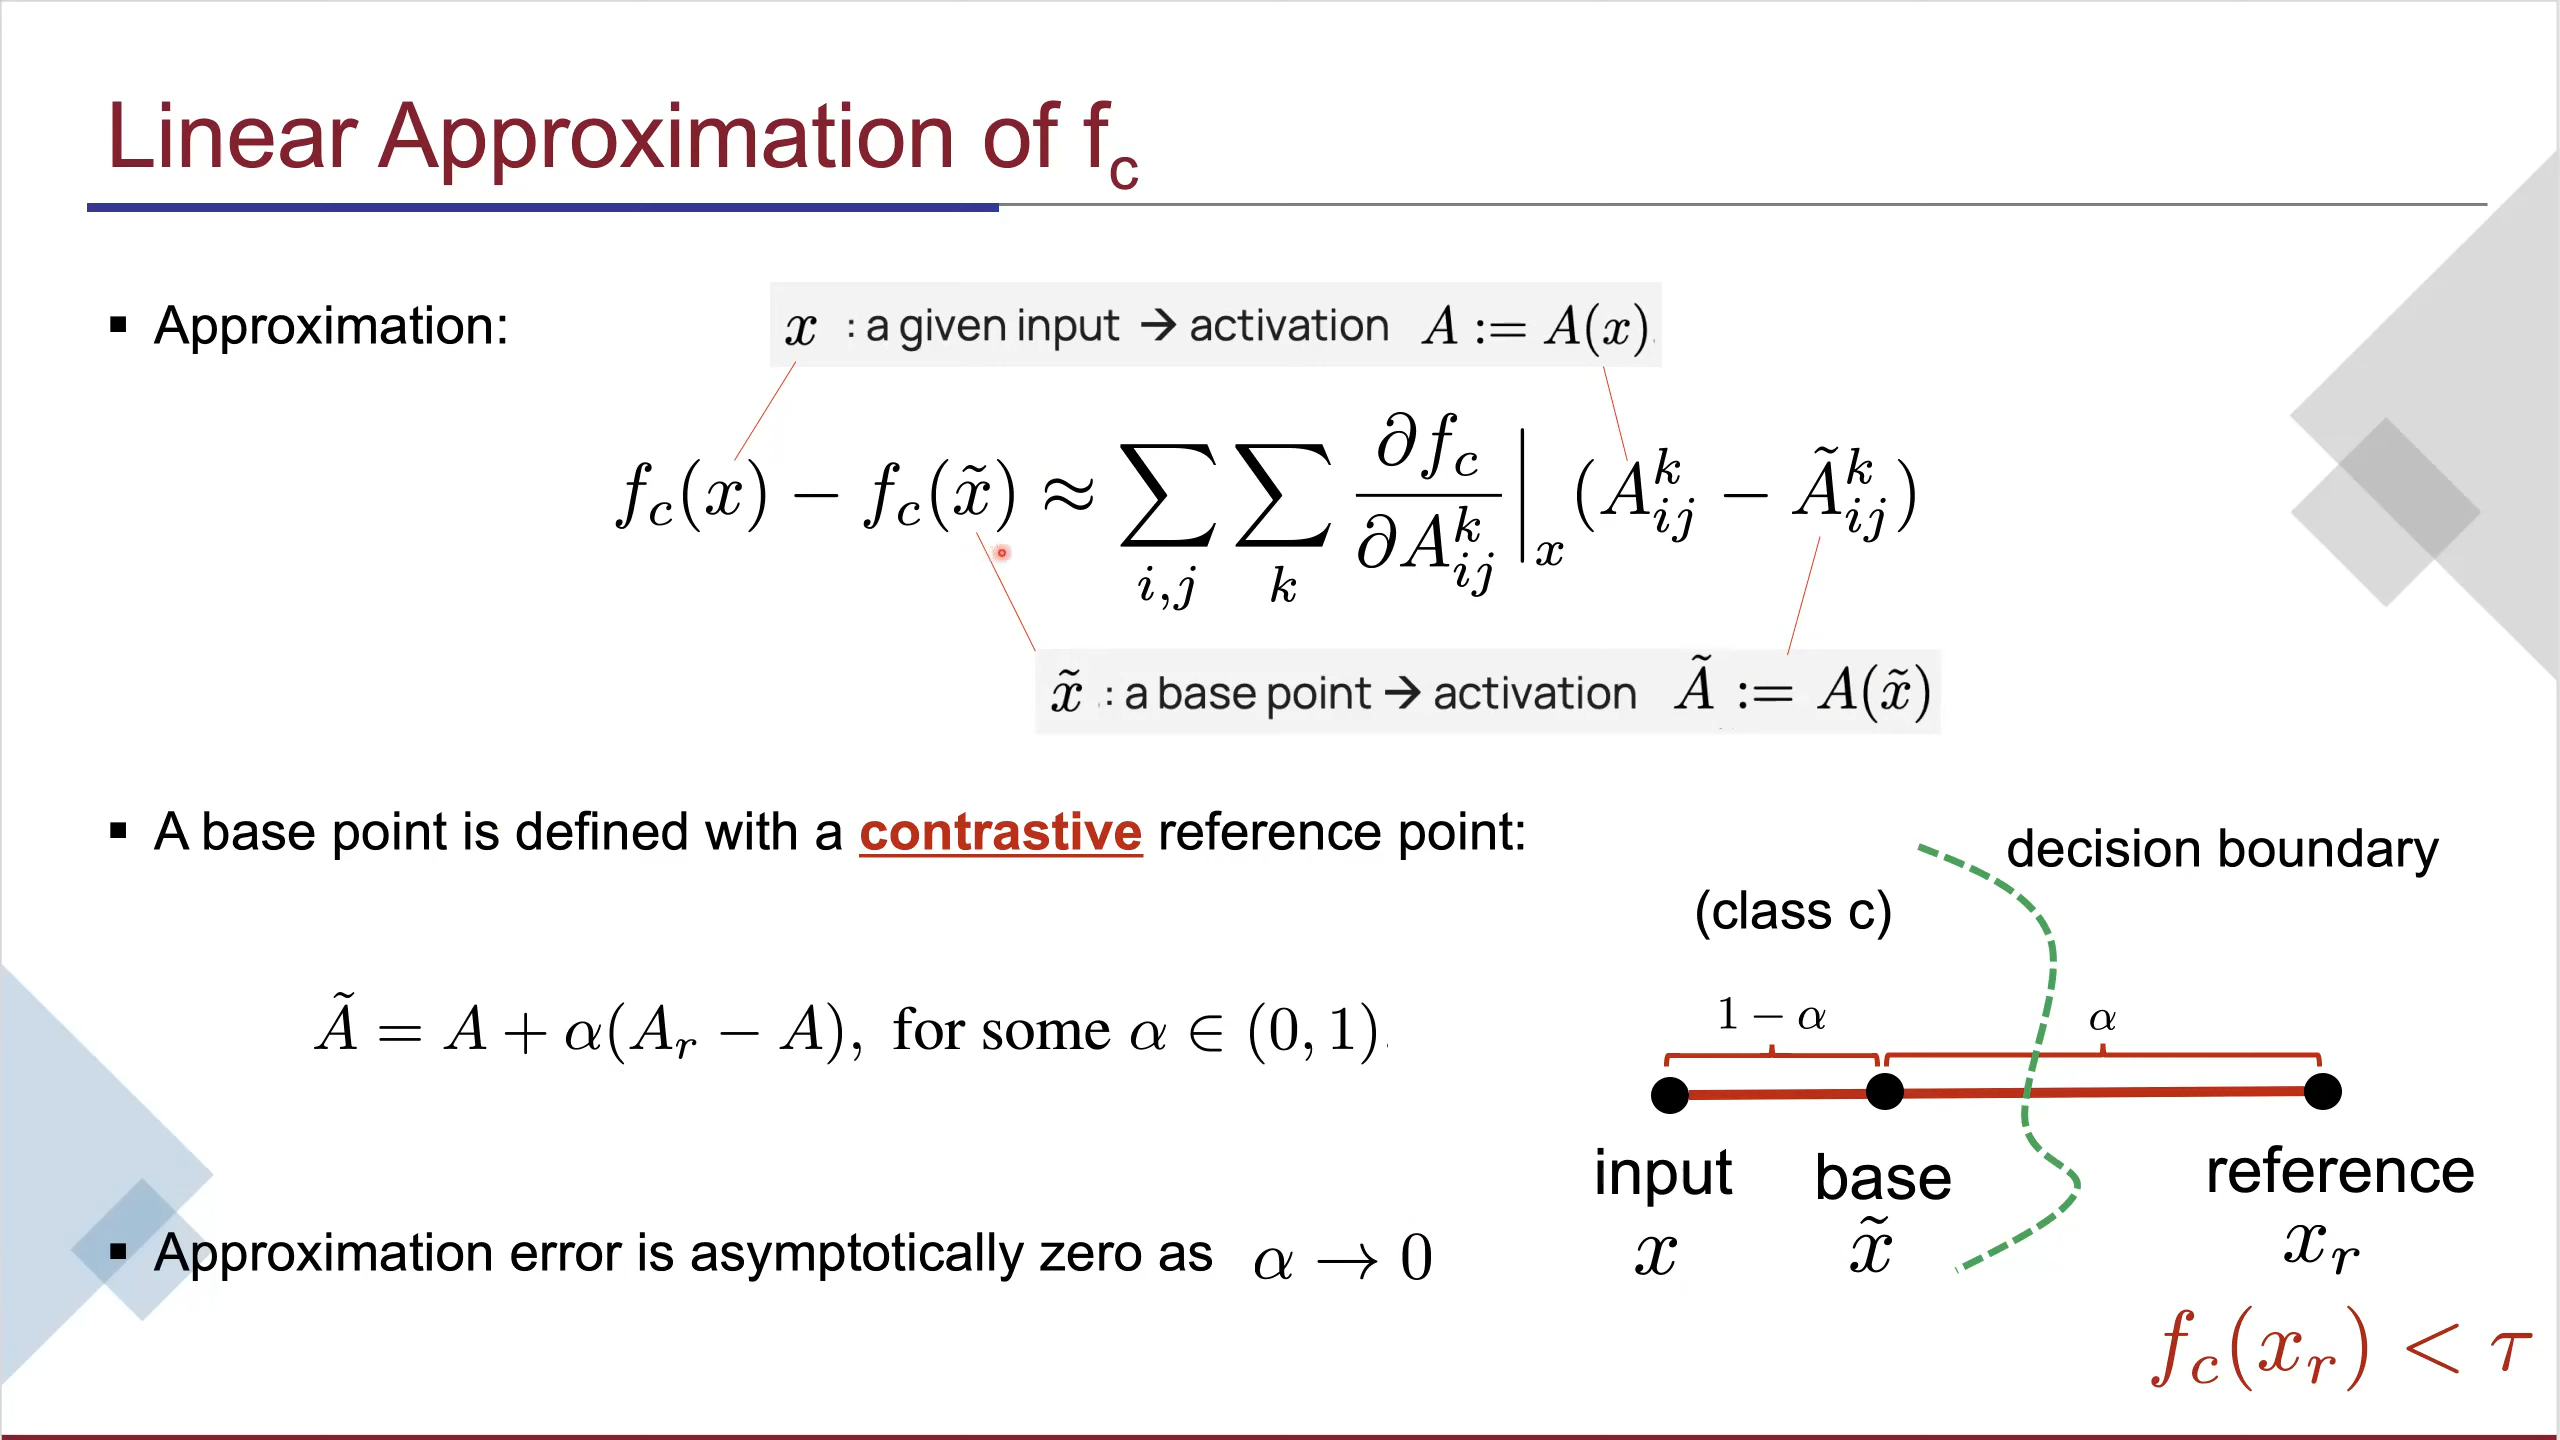 Linear Approximation of f_c
▪ Approximation:
x : a given input → activation A := A(x)
f_c(x) − f_c(x̃) ≈ ∑_{i,j} ∑_k ∂f_c/∂A^k_{ij} |_x (A^k_{ij} − Ã^k_{ij})
x̃ : a base point → activation Ã := A(x̃)
▪ A base point is defined with a contrastive reference point:
decision boundary
(class c)
Ã = A + α(A_r − A), for some α ∈ (0, 1)
1 − α
α
input
base
reference
x
x̃
x_r
▪ Approximation error is asymptotically zero as α → 0
f_c(x_r) < τ